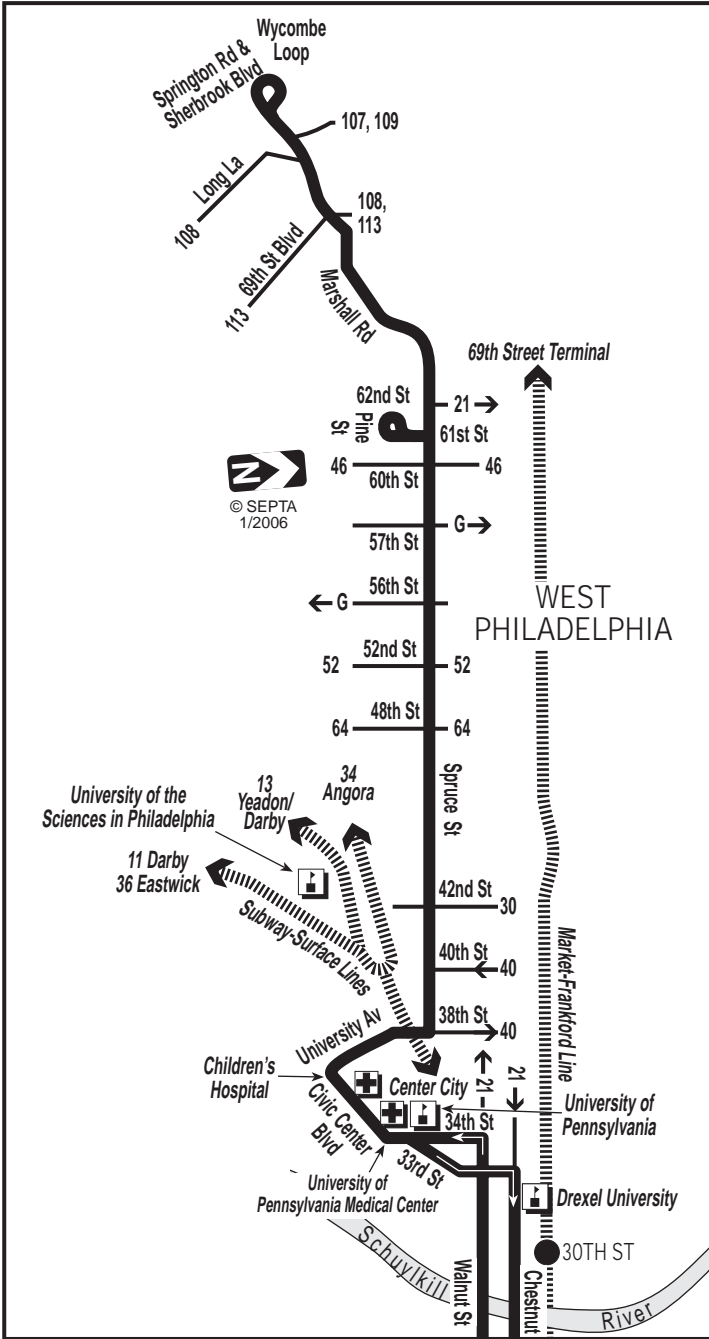 Wycombe
Loop
Springton Rd &
Sherbrook Blvd
107, 109
Long La
108
108,
113
69th St Blvd
113
Marshall Rd
69th Street Terminal
62nd St
21
Pine
St
61st St
46
46
60th St
N
© SEPTA
1/2006
G
57th St
56th St
G
WEST
PHILADELPHIA
52nd St
52
52
48th St
64
64
Spruce St
34
Angora
13
Yeadon/
Darby
University of the
Sciences in Philadelphia
11 Darby
36 Eastwick
Subway-Surface Lines
42nd St
30
40th St
40
Market-Frankford Line
38th St
40
University Av
Children's
Hospital
Center City
21
21
Civic Center
Blvd
34th St
University of
Pennsylvania
33rd St
University of
Pennsylvania Medical Center
Drexel University
30TH ST
Walnut St
Chestnut
Schuylkill
River